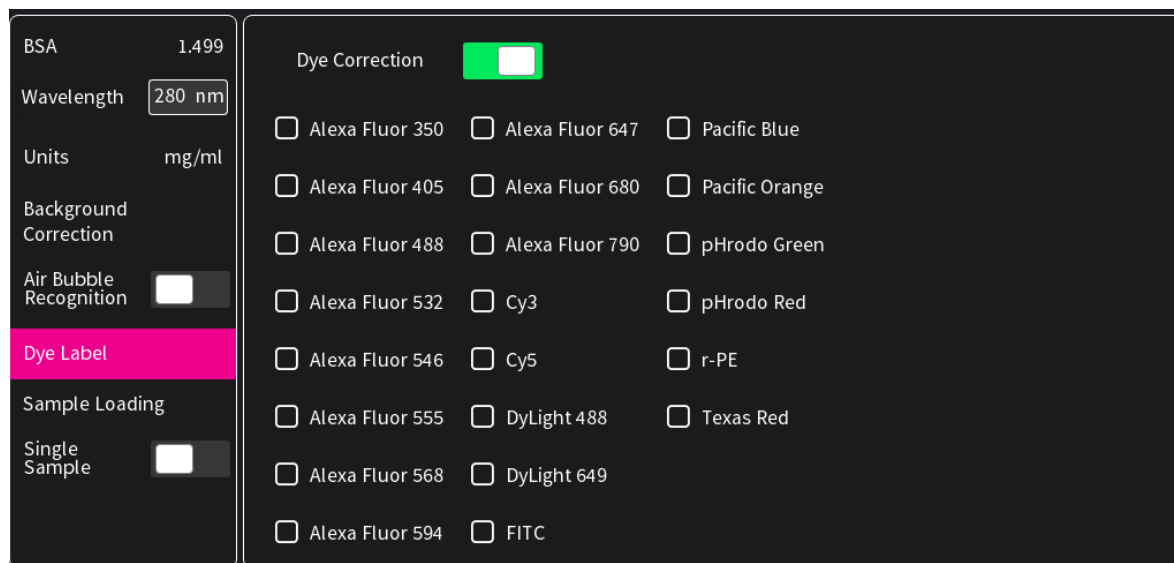 BSA 1.499
Wavelength 280 nm
Units mg/ml
Background
Correction
Air Bubble
Recognition
Dye Label
Sample Loading
Single
Sample
Dye Correction
Alexa Fluor 350 Alexa Fluor 647 Pacific Blue
Alexa Fluor 405 Alexa Fluor 680 Pacific Orange
Alexa Fluor 488 Alexa Fluor 790 pHrodo Green
Alexa Fluor 532 Cy3 pHrodo Red
Alexa Fluor 546 Cy5 r-PE
Alexa Fluor 555 DyLight 488 Texas Red
Alexa Fluor 568 DyLight 649
Alexa Fluor 594 FITC